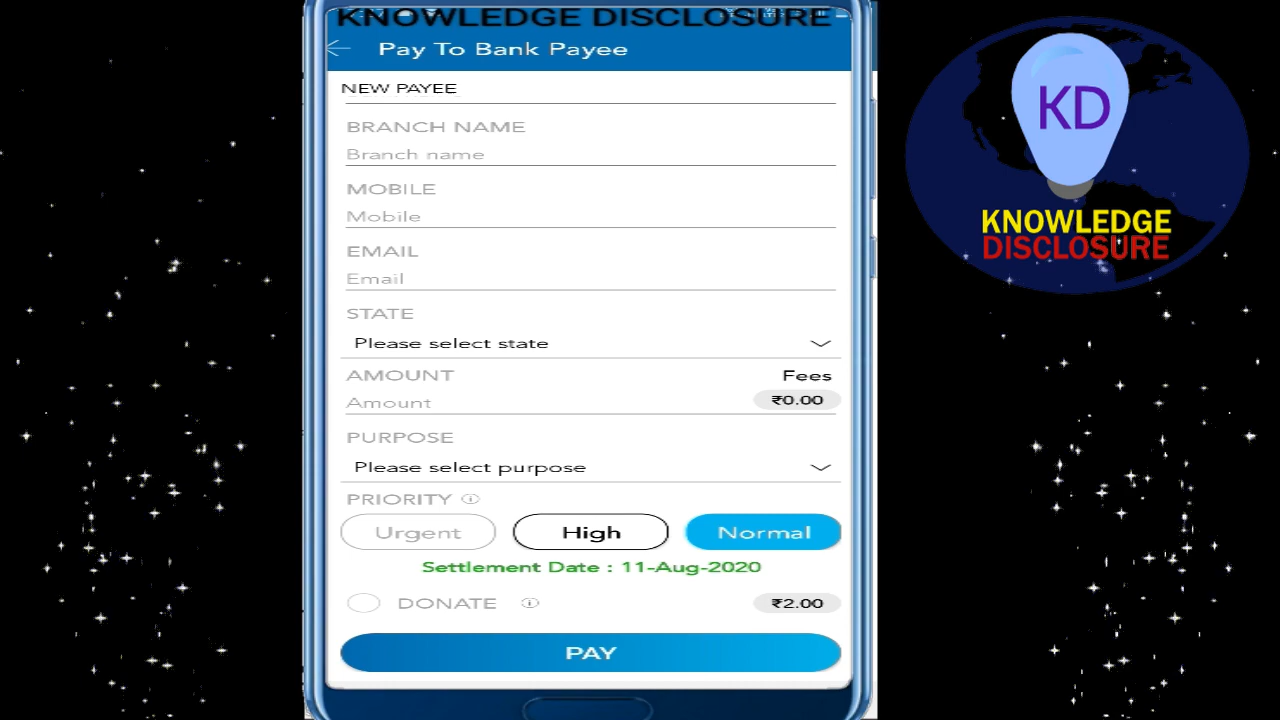 KNOWLEDGE DISCLOSURE
Pay To Bank Payee
NEW PAYEE
BRANCH NAME
Branch name
MOBILE
Mobile
EMAIL
Email
STATE
Please select state
AMOUNT Fees
Amount ₹0.00
PURPOSE
Please select purpose
PRIORITY
Urgent High Normal
Settlement Date : 11-Aug-2020
DONATE ₹2.00
PAY
KD
KNOWLEDGE
DISCLOSURE